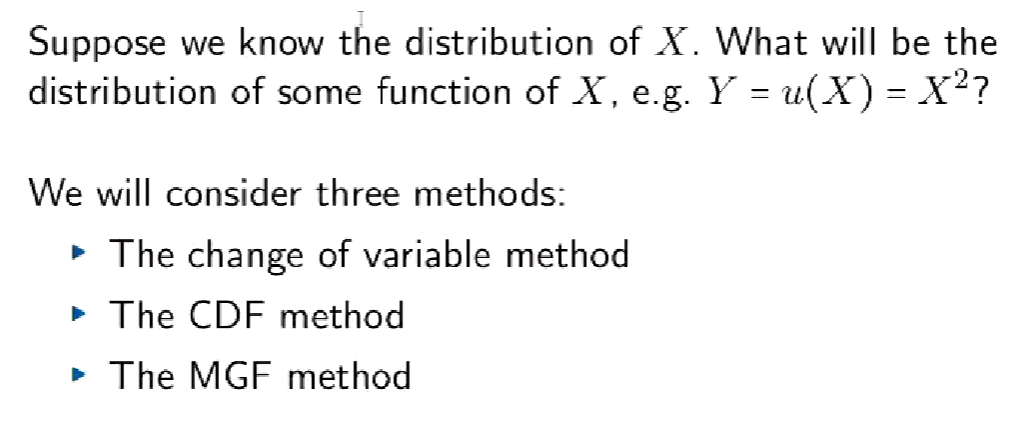 Suppose we know the distribution of X. What will be the
distribution of some function of X, e.g. Y = u(X) = X²?
We will consider three methods:
▸ The change of variable method
▸ The CDF method
▸ The MGF method